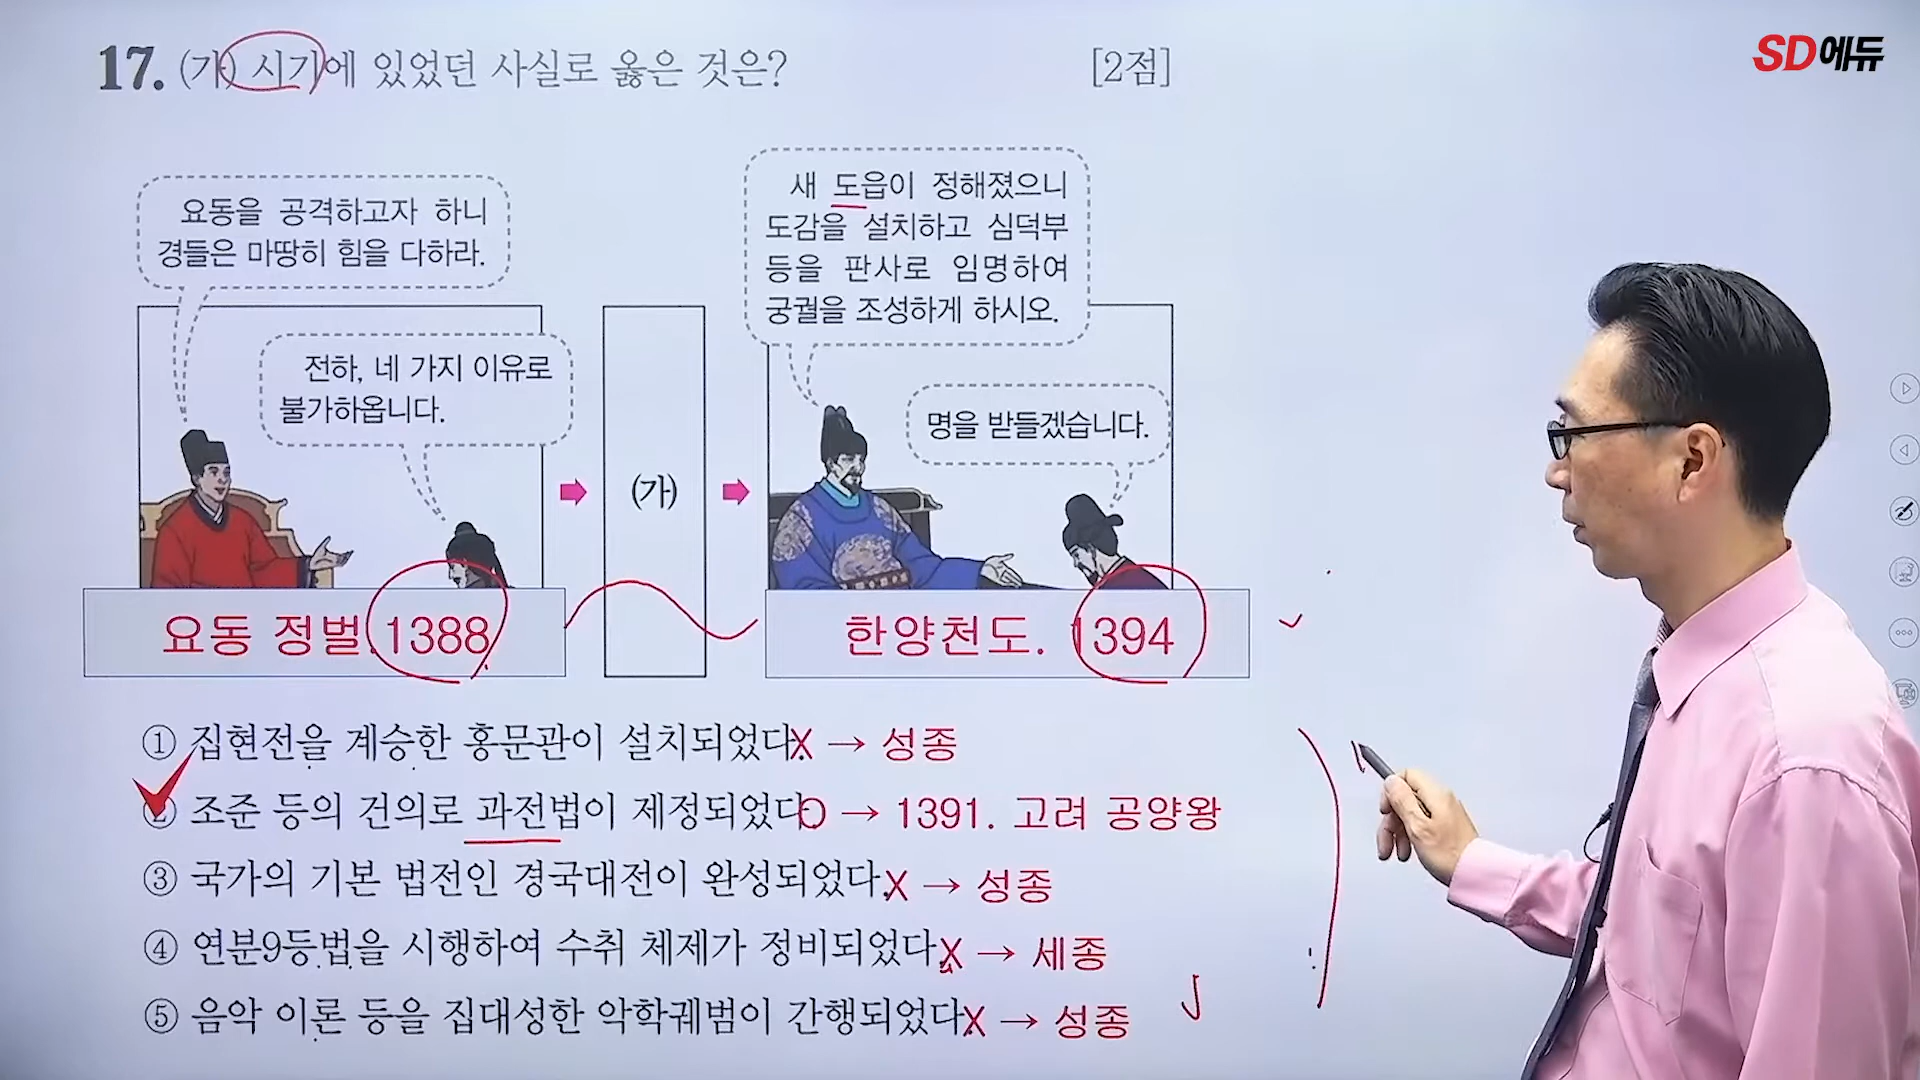 SD에듀
17. (가) 시기에 있었던 사실로 옳은 것은? [2점]
요동을 공격하고자 하니
경들은 마땅히 힘을 다하라.
전하, 네 가지 이유로
불가하옵니다.
(가)
새 도읍이 정해졌으니
도감을 설치하고 심덕부
등을 판사로 임명하여
궁궐을 조성하게 하시오.
명을 받들겠습니다.
요동 정벌. 1388
한양천도. 1394
① 집현전을 계승한 홍문관이 설치되었다. X → 성종
② 조준 등의 건의로 과전법이 제정되었다. O → 1391. 고려 공양왕
③ 국가의 기본 법전인 경국대전이 완성되었다. X → 성종
④ 연분9등법을 시행하여 수취 체제가 정비되었다. X → 세종
⑤ 음악 이론 등을 집대성한 악학궤범이 간행되었다. X → 성종